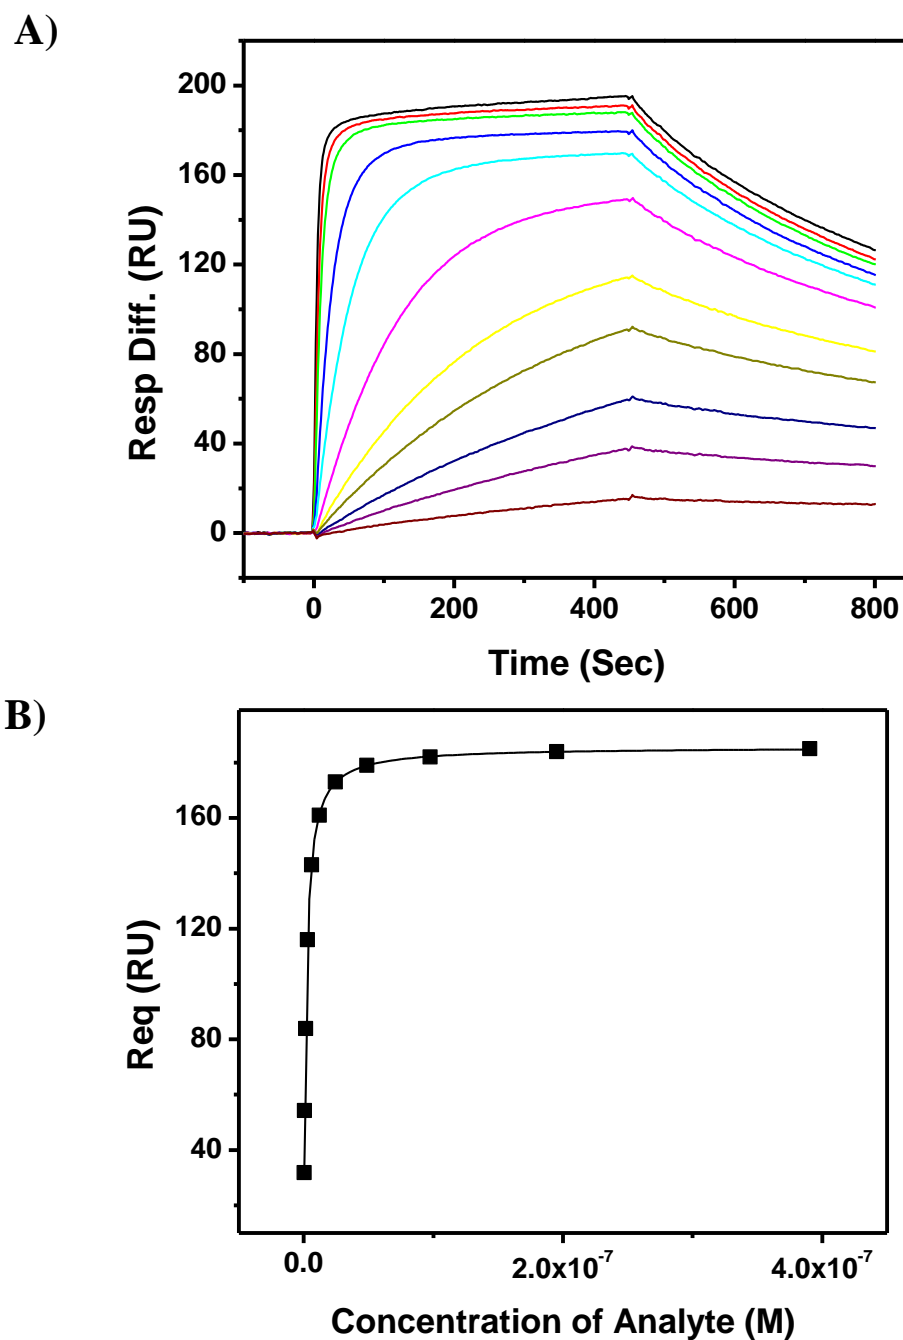 A)
200
160
120
80
40
0
Resp Diff. (RU)
0 200 400 600 800
Time (Sec)
B)
160
120
80
40
Req (RU)
0.0 2.0x10⁻⁷ 4.0x10⁻⁷
Concentration of Analyte (M)